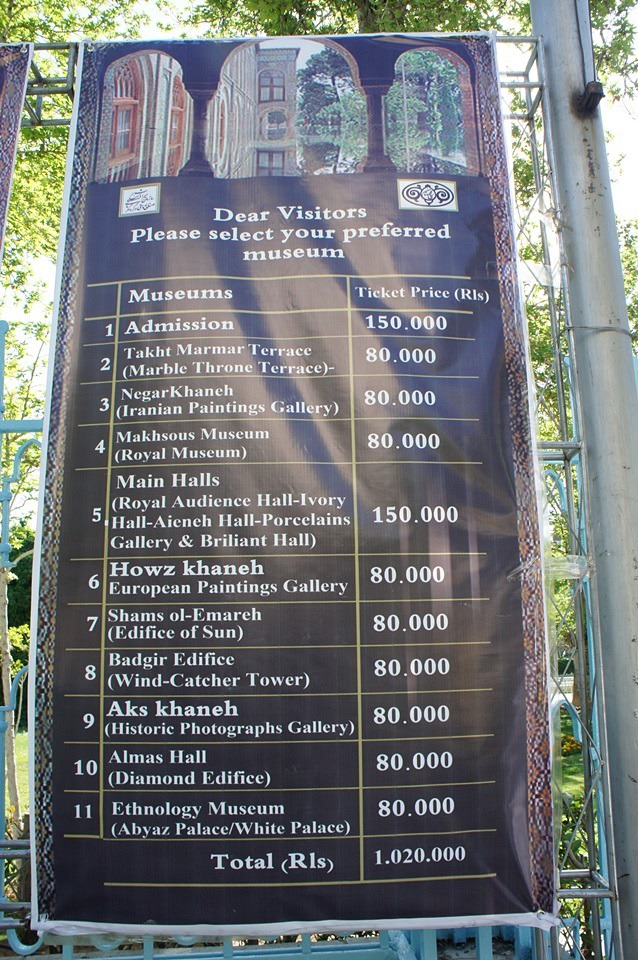 Dear Visitors
Please select your preferred
museum
Museums Ticket Price (Rls)
1 Admission 150.000
2 Takht Marmar Terrace
(Marble Throne Terrace)- 80.000
3 NegarKhaneh
(Iranian Paintings Gallery) 80.000
4 Makhsous Museum
(Royal Museum) 80.000
Main Halls
(Royal Audience Hall-Ivory
5 Hall-Aieneh Hall-Porcelains 150.000
Gallery & Briliant Hall)
6 Howz khaneh
European Paintings Gallery 80.000
7 Shams ol-Emareh
(Edifice of Sun) 80.000
8 Badgir Edifice
(Wind-Catcher Tower) 80.000
9 Aks khaneh
(Historic Photographs Gallery) 80.000
10 Almas Hall
(Diamond Edifice) 80.000
11 Ethnology Museum
(Abyaz Palace/White Palace) 80.000
Total (Rls) 1.020.000